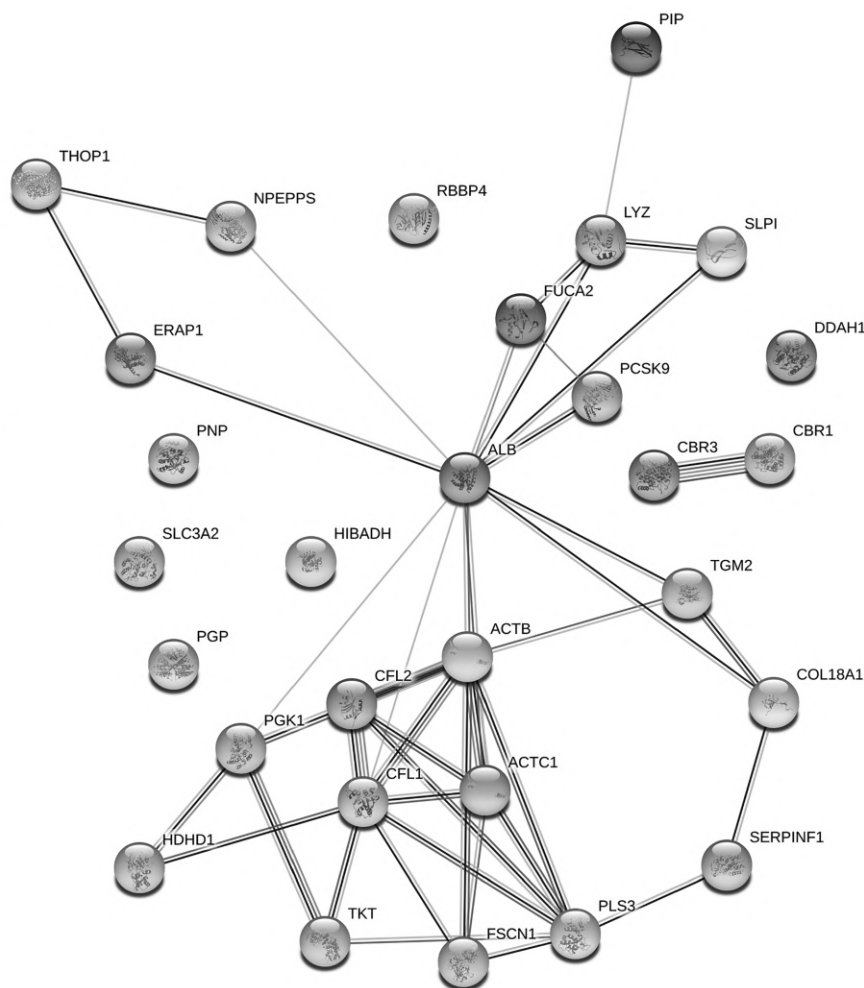 PIP
THOP1
NPEPPS
RBBP4
LYZ
SLPI
FUCA2
ERAP1
DDAH1
PCSK9
PNP
ALB
CBR3
CBR1
SLC3A2
HIBADH
TGM2
ACTB
PGP
CFL2
COL18A1
PGK1
ACTC1
CFL1
HDHD1
SERPINF1
TKT
FSCN1
PLS3